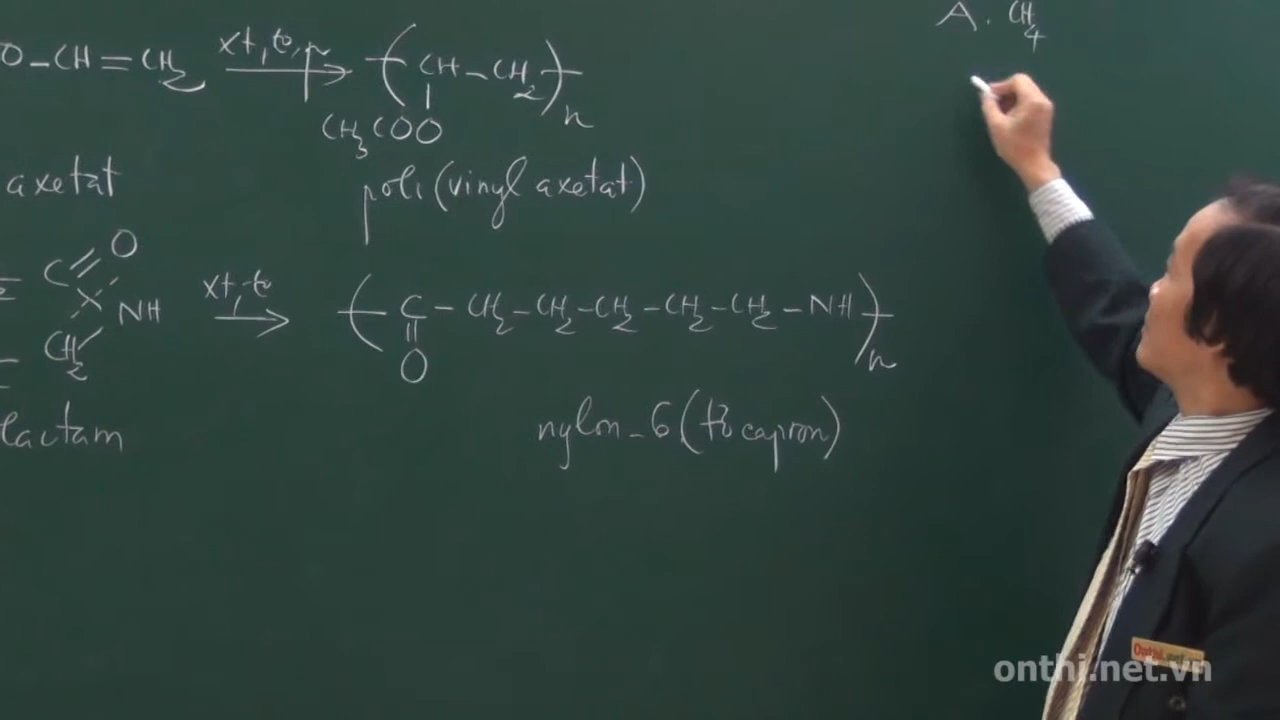 O–CH=CH₂ xt, t°, p (–CH–CH₂–)n
CH₃COO
axetat poli(vinyl axetat)
C=O
NH
CH₂
xt, t° (–C–CH₂–CH₂–CH₂–CH₂–CH₂–NH–)n
O
lactam nylon–6 (tơ capron)
A. CH₄
onthi.net.vn